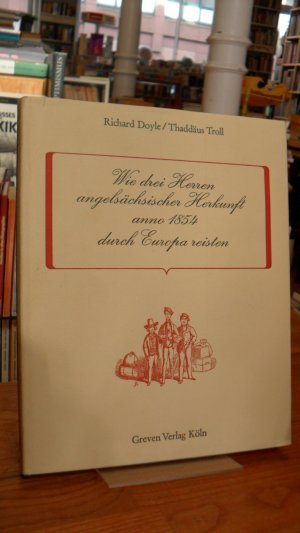 Richard Doyle / Thaddäus Troll
Wie drei Herren
angelsächsischer Herkunft
anno 1854
durch Europa reisten
Greven Verlag Köln